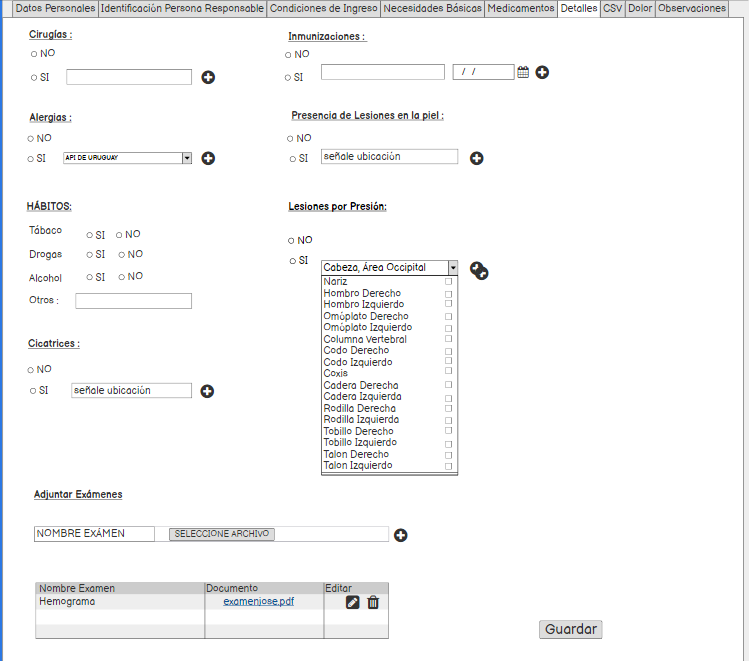 Datos Personales Identificación Persona Responsable Condiciones de Ingreso Necesidades Básicas Medicamentos Detalles CSV Dolor Observaciones
Cirugías :
NO
SI
Inmunizaciones :
NO
SI / /
Alergias :
NO
SI API DE URUGUAY
Presencia de Lesiones en la piel :
NO
SI señale ubicación
HÁBITOS:
Tábaco SI NO
Drogas SI NO
Alcohol SI NO
Otros :
Lesiones por Presión:
NO
SI Cabeza, Área Occipital
Nariz
Hombro Derecho
Hombro Izquierdo
Omóplato Derecho
Omóplato Izquierdo
Columna Vertebral
Codo Derecho
Codo Izquierdo
Coxis
Cadera Derecha
Cadera Izquierda
Rodilla Derecha
Rodilla Izquierda
Tobillo Derecho
Tobillo Izquierdo
Talon Derecho
Talon Izquierdo
Cicatrices :
NO
SI señale ubicación
Adjuntar Exámenes
NOMBRE EXÁMEN SELECCIONE ARCHIVO
Nombre Examen Documento Editar
Hemograma examenjose.pdf
Guardar